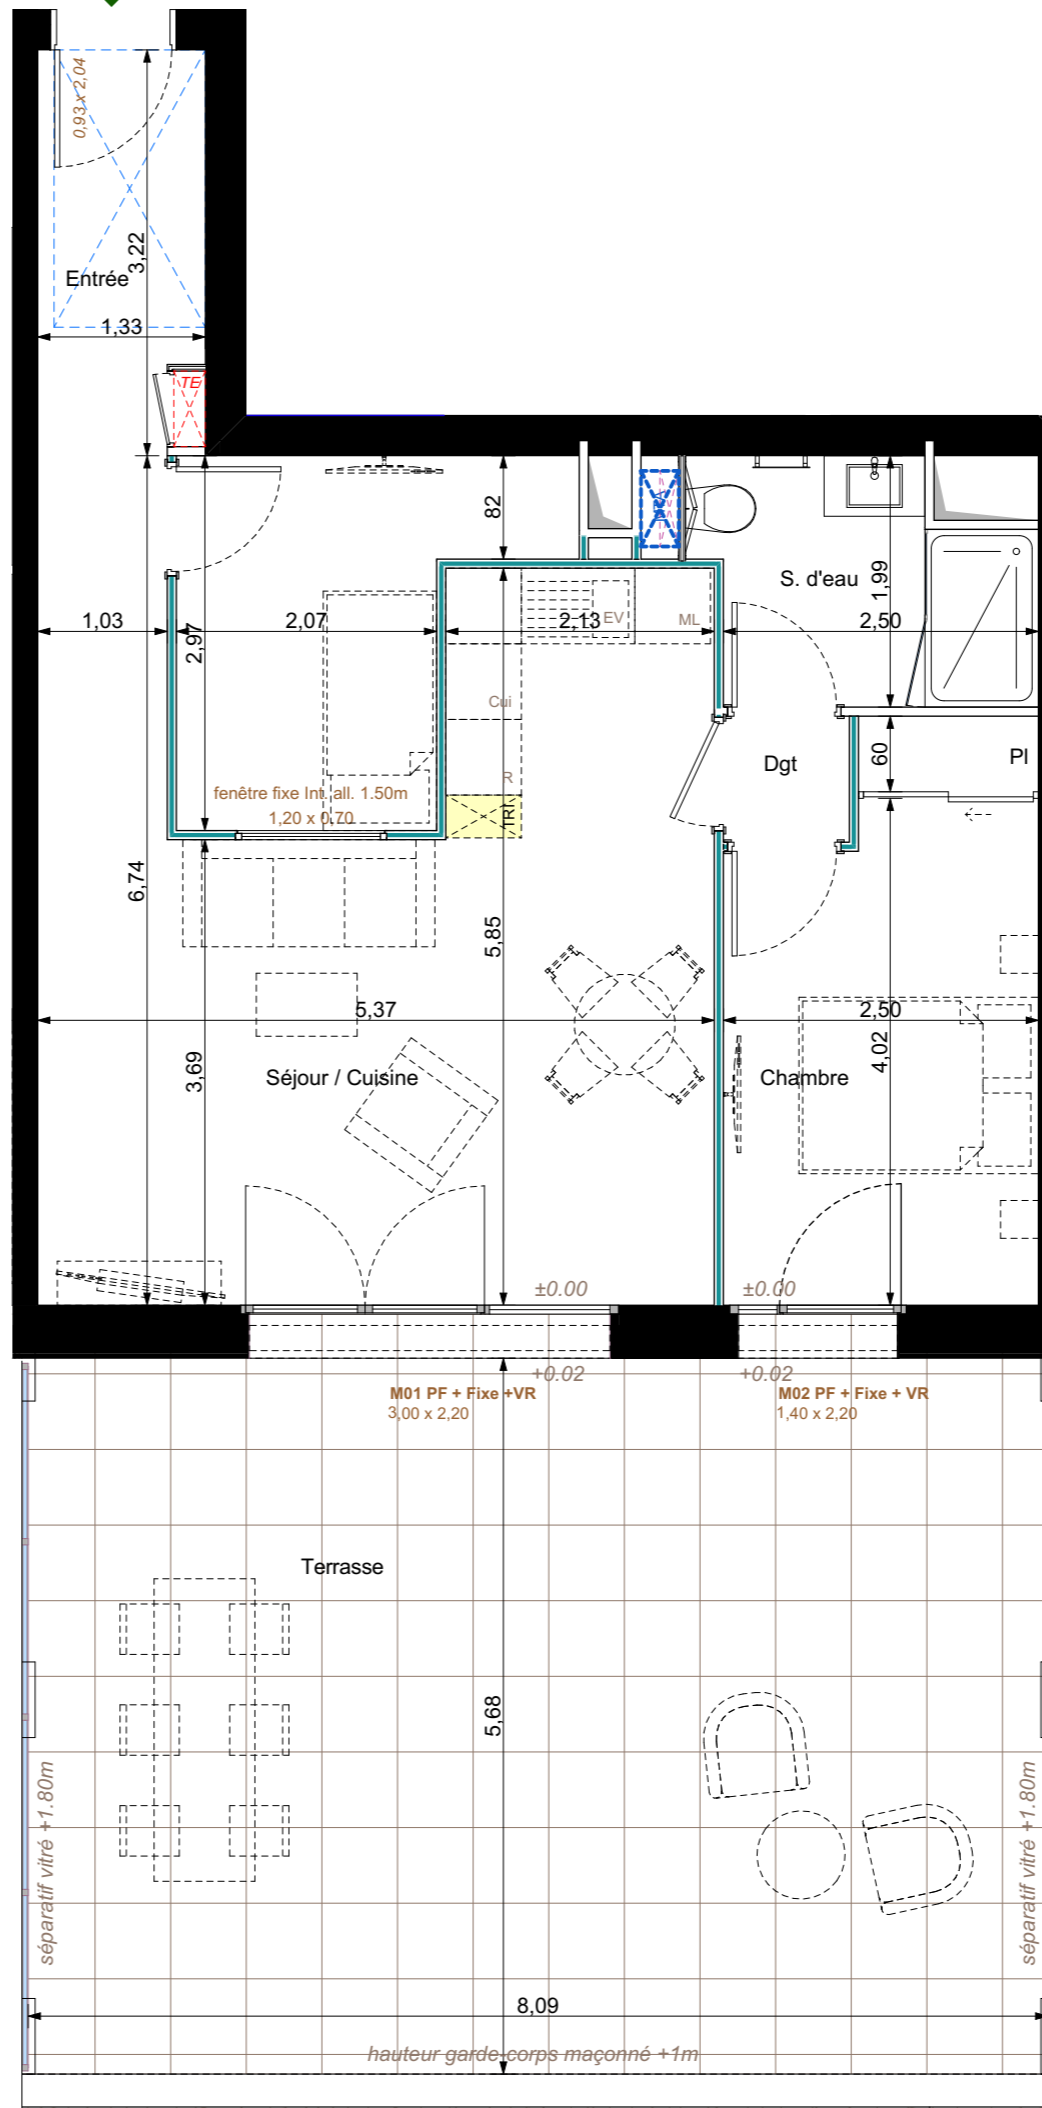 0,93 x 2,04
3,22
Entrée
1,33
TE
82
S. d'eau
1,99
1,03
2,97
2,07
EV
2,13
ML
2,50
Cui
Dgt
60
Pl
R
fenêtre fixe Int. all. 1.50m
1,20 x 0,70
TRI
6,74
5,85
5,37
2,50
4,02
3,69
Séjour / Cuisine
Chambre
±0.00
±0.00
+0.02
+0.02
M01 PF + Fixe +VR
3,00 x 2,20
M02 PF + Fixe + VR
1,40 x 2,20
Terrasse
5,68
séparatif vitré +1.80m
séparatif vitré +1.80m
8,09
hauteur garde-corps maçonné +1m